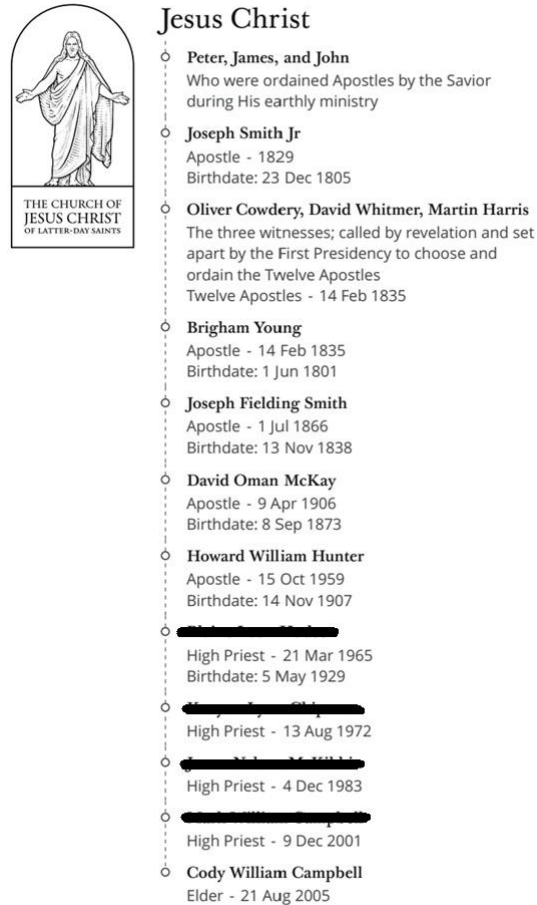 Jesus Christ
THE CHURCH OF
JESUS CHRIST
OF LATTER-DAY SAINTS
Peter, James, and John
Who were ordained Apostles by the Savior
during His earthly ministry
Joseph Smith Jr
Apostle - 1829
Birthdate: 23 Dec 1805
Oliver Cowdery, David Whitmer, Martin Harris
The three witnesses; called by revelation and set
apart by the First Presidency to choose and
ordain the Twelve Apostles
Twelve Apostles - 14 Feb 1835
Brigham Young
Apostle - 14 Feb 1835
Birthdate: 1 Jun 1801
Joseph Fielding Smith
Apostle - 1 Jul 1866
Birthdate: 13 Nov 1838
David Oman McKay
Apostle - 9 Apr 1906
Birthdate: 8 Sep 1873
Howard William Hunter
Apostle - 15 Oct 1959
Birthdate: 14 Nov 1907
High Priest - 21 Mar 1965
Birthdate: 5 May 1929
High Priest - 13 Aug 1972
High Priest - 4 Dec 1983
High Priest - 9 Dec 2001
Cody William Campbell
Elder - 21 Aug 2005